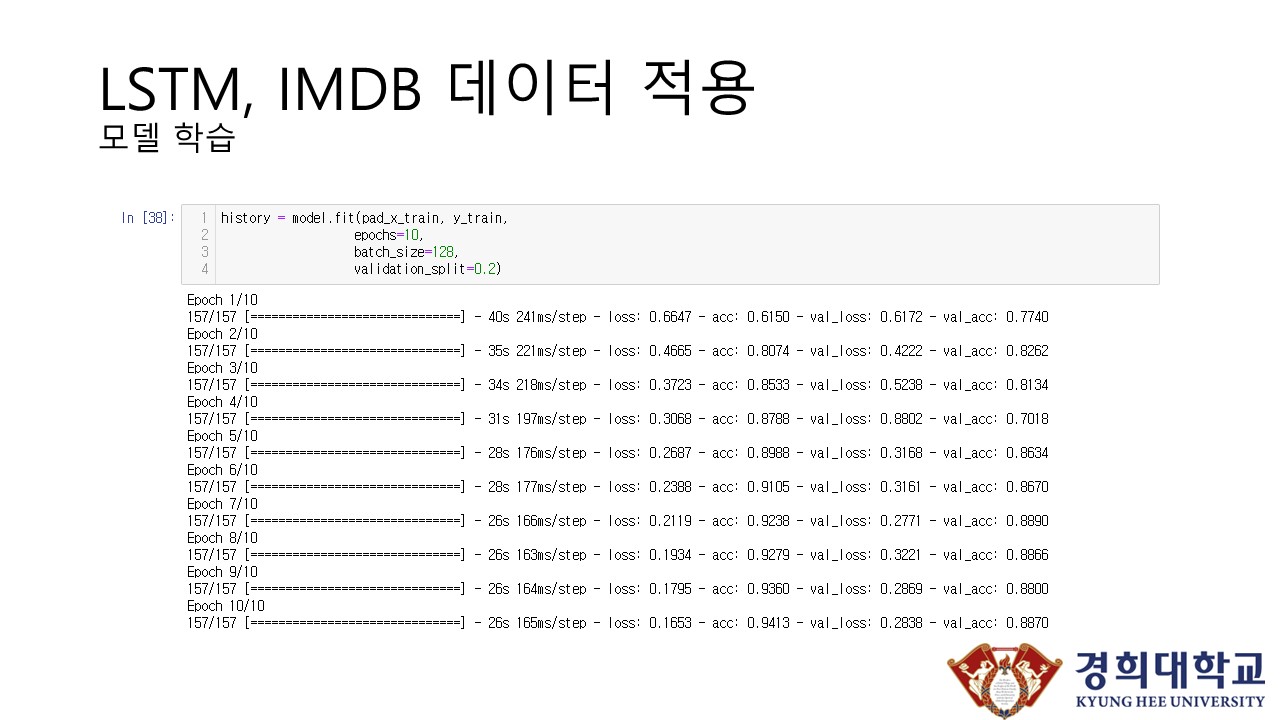 LSTM, IMDB 데이터 적용
모델 학습
In [38]:
1 history = model.fit(pad_x_train, y_train,
2 epochs=10,
3 batch_size=128,
4 validation_split=0.2)
Epoch 1/10
157/157 [==============================] - 40s 241ms/step - loss: 0.6647 - acc: 0.6150 - val_loss: 0.6172 - val_acc: 0.7740
Epoch 2/10
157/157 [==============================] - 35s 221ms/step - loss: 0.4665 - acc: 0.8074 - val_loss: 0.4222 - val_acc: 0.8262
Epoch 3/10
157/157 [==============================] - 34s 218ms/step - loss: 0.3723 - acc: 0.8533 - val_loss: 0.5238 - val_acc: 0.8134
Epoch 4/10
157/157 [==============================] - 31s 197ms/step - loss: 0.3068 - acc: 0.8788 - val_loss: 0.8802 - val_acc: 0.7018
Epoch 5/10
157/157 [==============================] - 28s 176ms/step - loss: 0.2687 - acc: 0.8988 - val_loss: 0.3168 - val_acc: 0.8634
Epoch 6/10
157/157 [==============================] - 28s 177ms/step - loss: 0.2388 - acc: 0.9105 - val_loss: 0.3161 - val_acc: 0.8670
Epoch 7/10
157/157 [==============================] - 26s 166ms/step - loss: 0.2119 - acc: 0.9238 - val_loss: 0.2771 - val_acc: 0.8890
Epoch 8/10
157/157 [==============================] - 26s 163ms/step - loss: 0.1934 - acc: 0.9279 - val_loss: 0.3221 - val_acc: 0.8866
Epoch 9/10
157/157 [==============================] - 26s 164ms/step - loss: 0.1795 - acc: 0.9360 - val_loss: 0.2869 - val_acc: 0.8800
Epoch 10/10
157/157 [==============================] - 26s 165ms/step - loss: 0.1653 - acc: 0.9413 - val_loss: 0.2838 - val_acc: 0.8870
경희대학교
KYUNG HEE UNIVERSITY